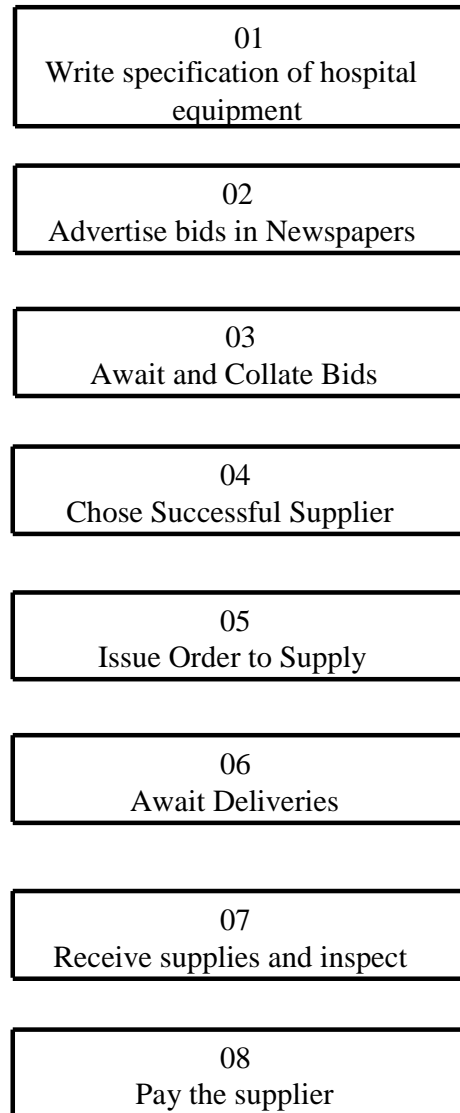 01
Write specification of hospital
equipment
02
Advertise bids in Newspapers
03
Await and Collate Bids
04
Chose Successful Supplier
05
Issue Order to Supply
06
Await Deliveries
07
Receive supplies and inspect
08
Pay the supplier